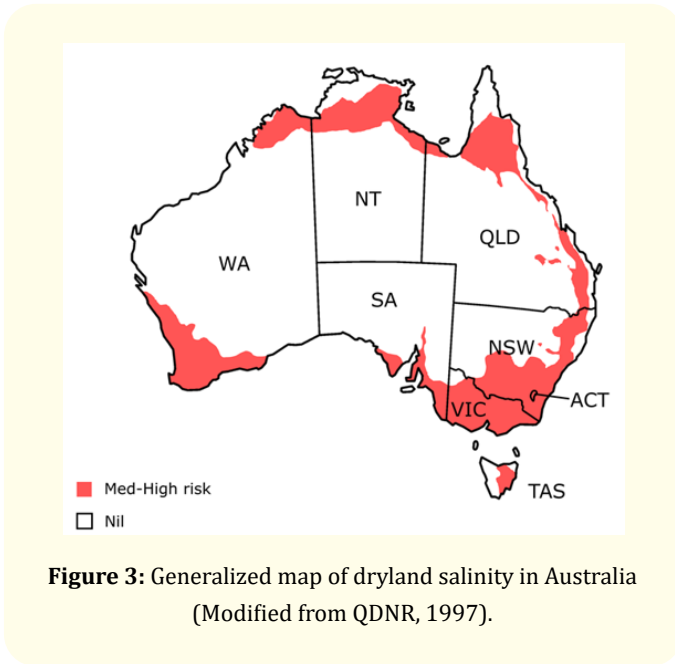 NT
QLD
WA
SA
NSW
ACT
VIC
TAS
Med-High risk
Nil
Figure 3: Generalized map of dryland salinity in Australia
(Modified from QDNR, 1997).